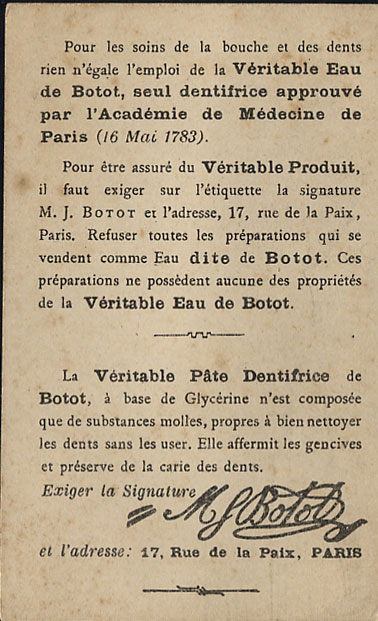 Pour les soins de la bouche et des dents
rien n'égale l'emploi de la Véritable Eau
de Botot, seul dentifrice approuvé
par l'Académie de Médecine de
Paris (16 Mai 1783).
Pour être assuré du Véritable Produit,
il faut exiger sur l'étiquette la signature
M. J. BOTOT et l'adresse, 17, rue de la Paix,
Paris. Refuser toutes les préparations qui se
vendent comme Eau dite de Botot. Ces
préparations ne possèdent aucune des propriétés
de la Véritable Eau de Botot.
La Véritable Pâte Dentifrice de
Botot, à base de Glycérine n'est composée
que de substances molles, propres à bien nettoyer
les dents sans les user. Elle affermit les gencives
et préserve de la carie des dents.
Exiger la Signature
M J Botot
et l'adresse: 17, Rue de la Paix, PARIS